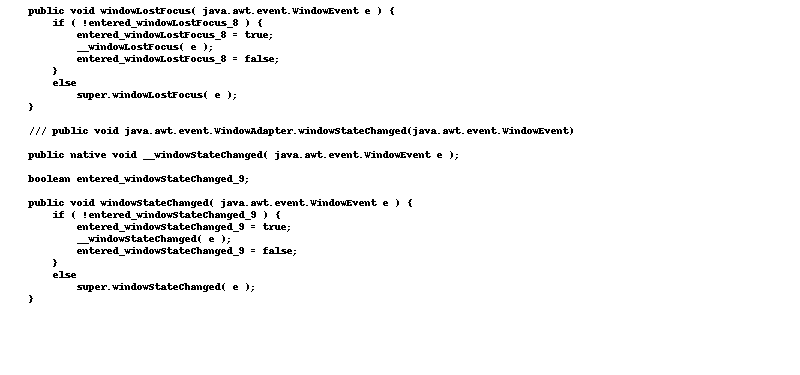 public void windowLostFocus( java.awt.event.WindowEvent e ) {
if ( !entered_windowLostFocus_8 ) {
entered_windowLostFocus_8 = true;
__windowLostFocus( e );
entered_windowLostFocus_8 = false;
}
else
super.windowLostFocus( e );
}
/// public void java.awt.event.WindowAdapter.windowStateChanged(java.awt.event.WindowEvent)
public native void __windowStateChanged( java.awt.event.WindowEvent e );
boolean entered_windowStateChanged_9;
public void windowStateChanged( java.awt.event.WindowEvent e ) {
if ( !entered_windowStateChanged_9 ) {
entered_windowStateChanged_9 = true;
__windowStateChanged( e );
entered_windowStateChanged_9 = false;
}
else
super.windowStateChanged( e );
}